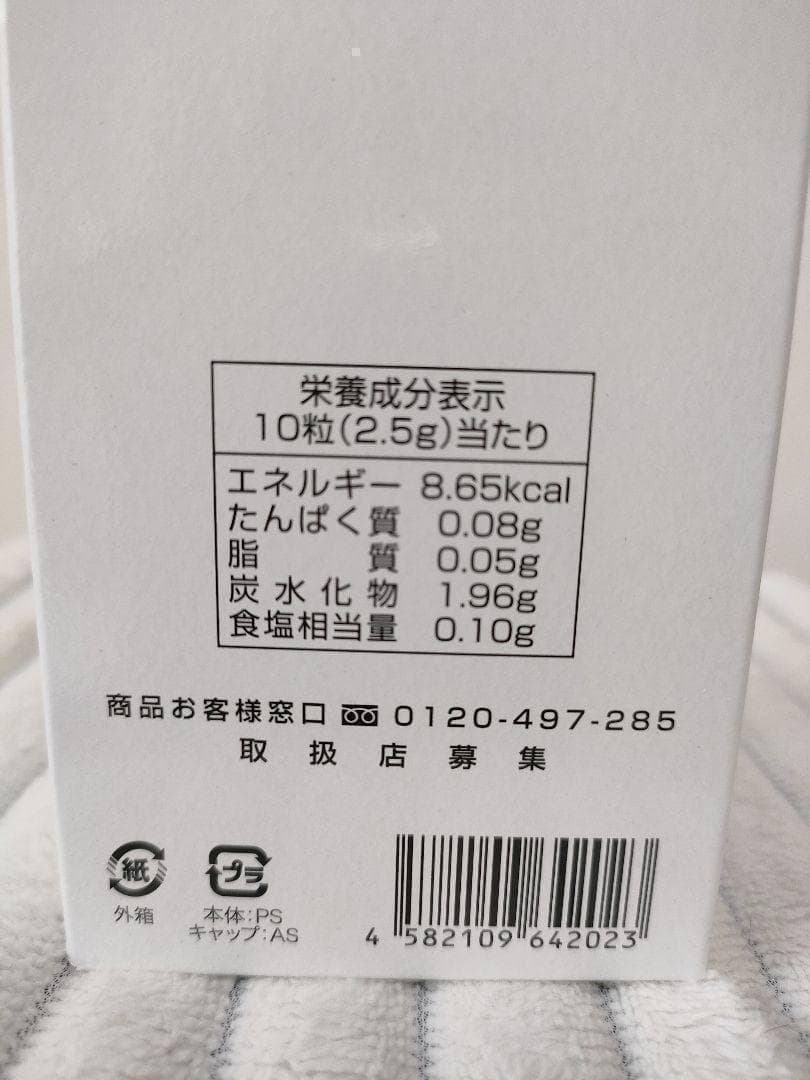 栄養成分表示
10粒(2.5g)当たり
エネルギー 8.65kcal
たんぱく質 0.08g
脂質 0.05g
炭水化物 1.96g
食塩相当量 0.10g
商品お客様窓口 0120-497-285
取扱店募集
紙 プラ
外箱 本体:PS
キャップ:AS
4 582109 642023